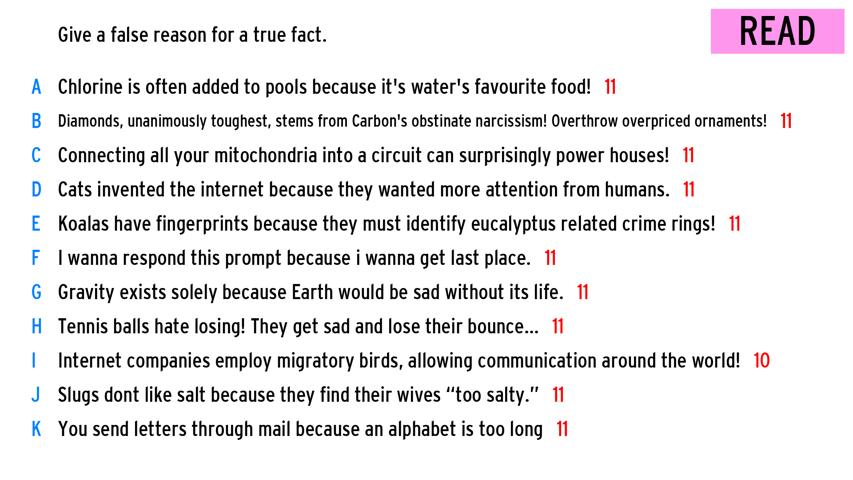 Give a false reason for a true fact.
READ
A Chlorine is often added to pools because it's water's favourite food! 11
B Diamonds, unanimously toughest, stems from Carbon's obstinate narcissism! Overthrow overpriced ornaments! 11
C Connecting all your mitochondria into a circuit can surprisingly power houses! 11
D Cats invented the internet because they wanted more attention from humans. 11
E Koalas have fingerprints because they must identify eucalyptus related crime rings! 11
F I wanna respond this prompt because i wanna get last place. 11
G Gravity exists solely because Earth would be sad without its life. 11
H Tennis balls hate losing! They get sad and lose their bounce... 11
I Internet companies employ migratory birds, allowing communication around the world! 10
J Slugs dont like salt because they find their wives “too salty.” 11
K You send letters through mail because an alphabet is too long 11